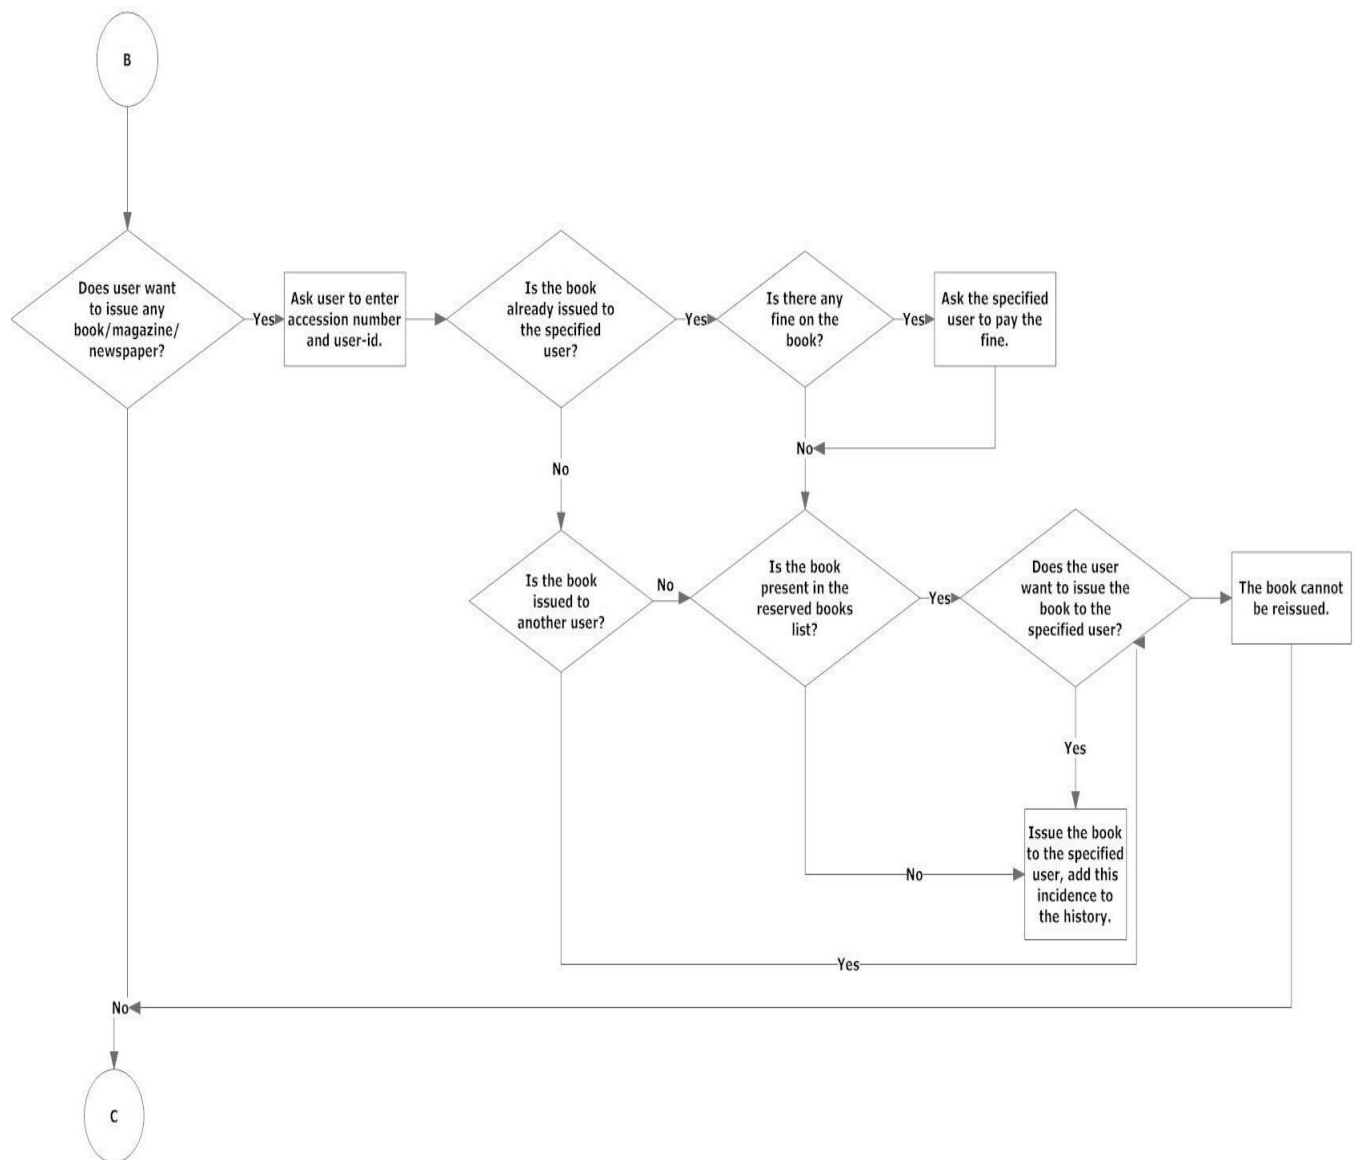 B
Does user want
to issue any
book/magazine/
newspaper?
Yes
Ask user to enter
accession number
and user-id.
Is the book
already issued to
the specified
user?
Yes
Is there any
fine on the
book?
Yes
Ask the specified
user to pay the
fine.
No
No
Is the book
issued to
another user?
No
Is the book
present in the
reserved books
list?
Yes
Does the user
want to issue the
book to the
specified user?
The book cannot
be reissued.
Yes
Issue the book
to the specified
user, add this
incidence to
the history.
No
Yes
No
C